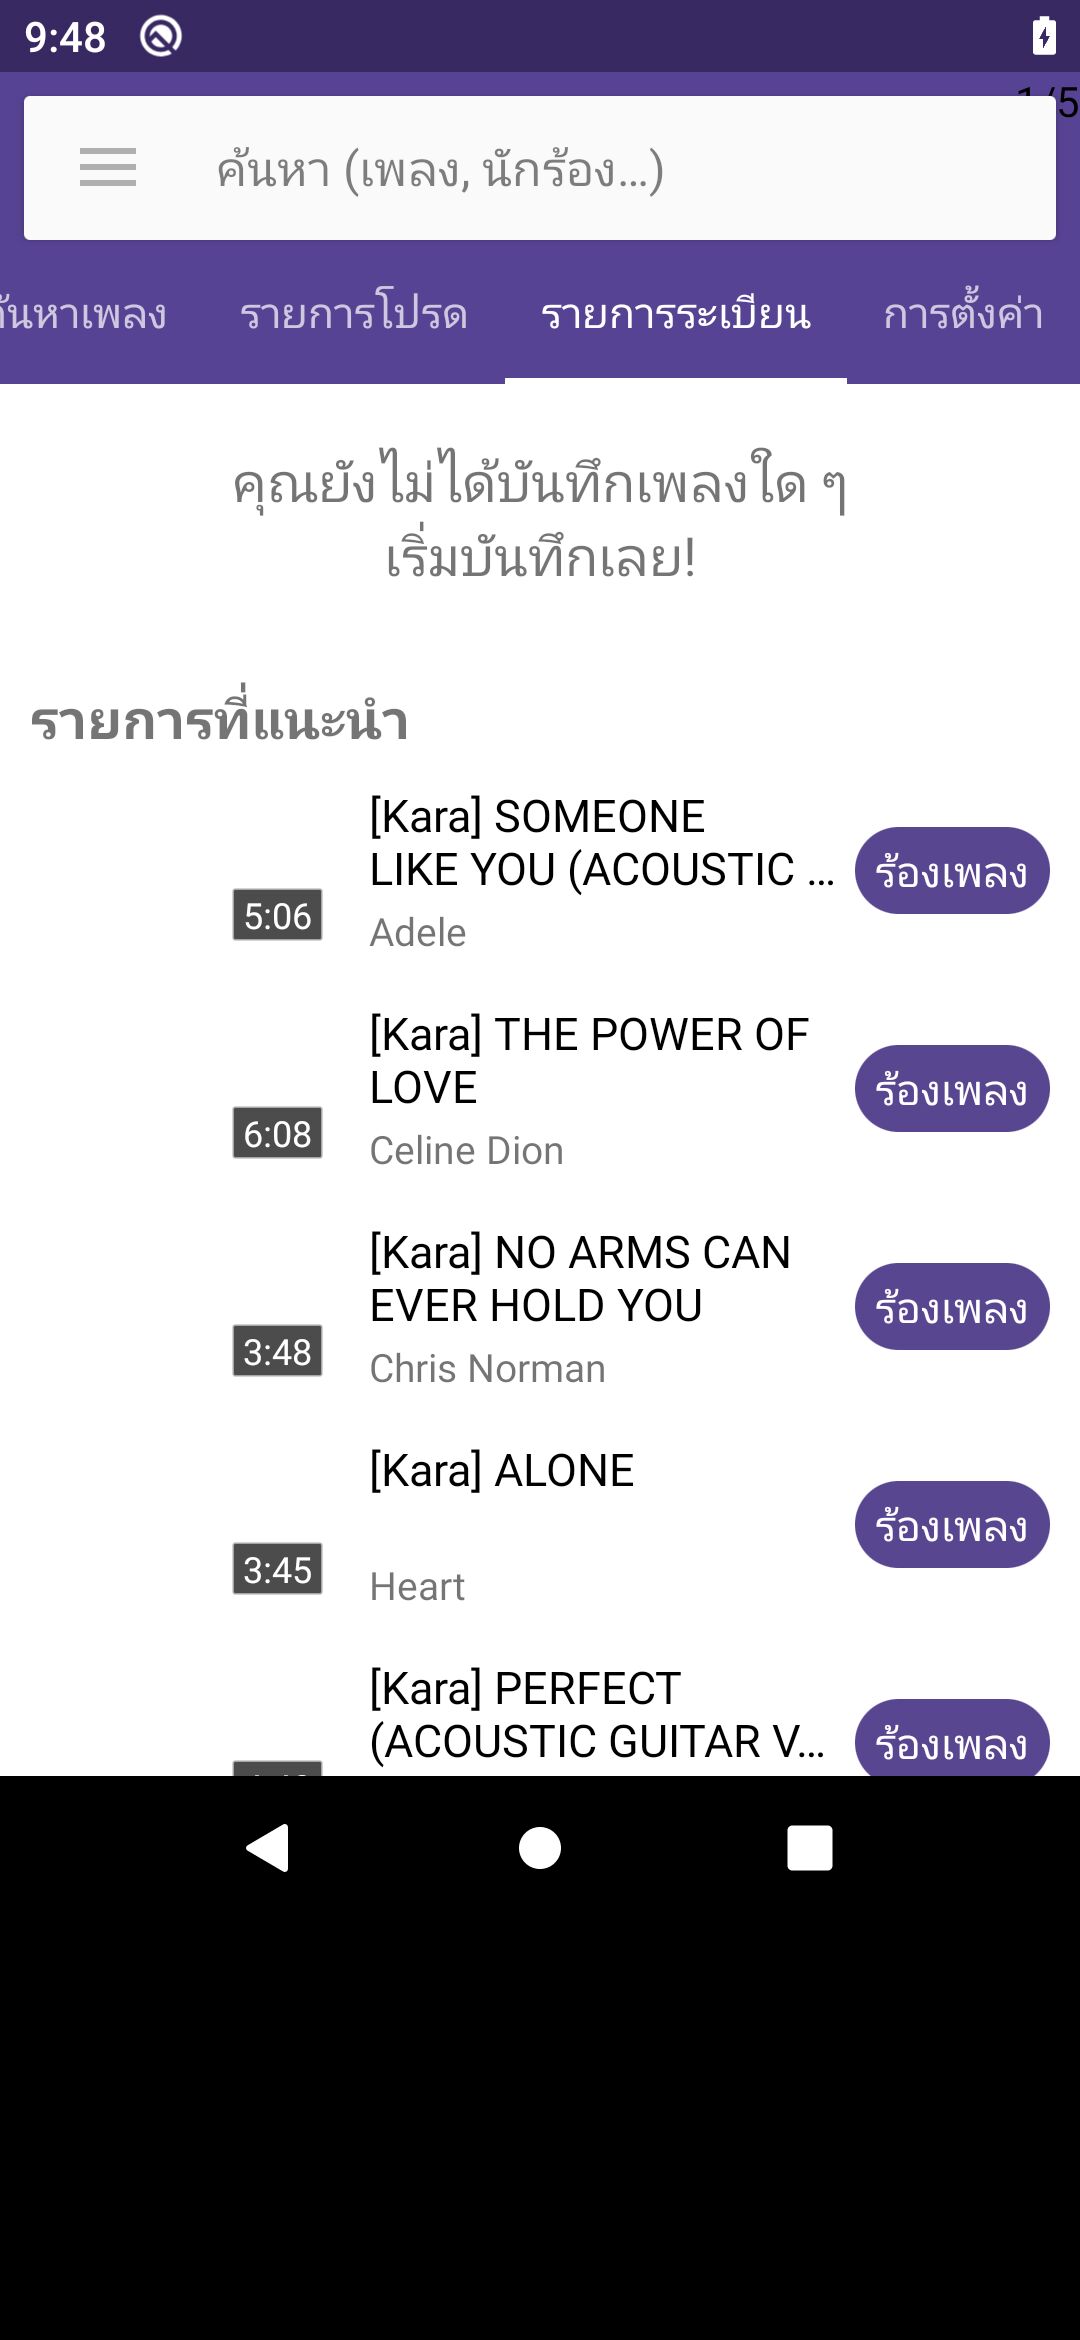 9:48
1/5
ค้นหา (เพลง, นักร้อง...)
ค้นหาเพลง
รายการโปรด
รายการระเบียน
การตั้งค่า
คุณยังไม่ได้บันทึกเพลงใด ๆ
เริ่มบันทึกเลย!
รายการที่แนะนำ
[Kara] SOMEONE
LIKE YOU (ACOUSTIC ...
5:06
Adele
ร้องเพลง
[Kara] THE POWER OF
LOVE
6:08
Celine Dion
ร้องเพลง
[Kara] NO ARMS CAN
EVER HOLD YOU
3:48
Chris Norman
ร้องเพลง
[Kara] ALONE
3:45
Heart
ร้องเพลง
[Kara] PERFECT
(ACOUSTIC GUITAR V...
ร้องเพลง